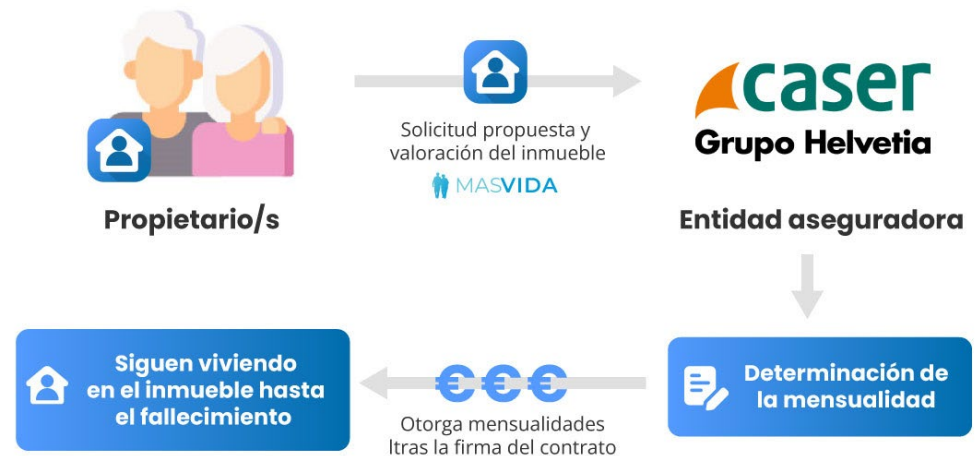 Solicitud propuesta y
valoración del inmueble
MASVIDA
caser
Grupo Helvetia
Propietario/s
Entidad aseguradora
Siguen viviendo
en el inmueble hasta
el fallecimiento
€€€
Otorga mensualidades
ltras la firma del contrato
Determinación de
la mensualidad